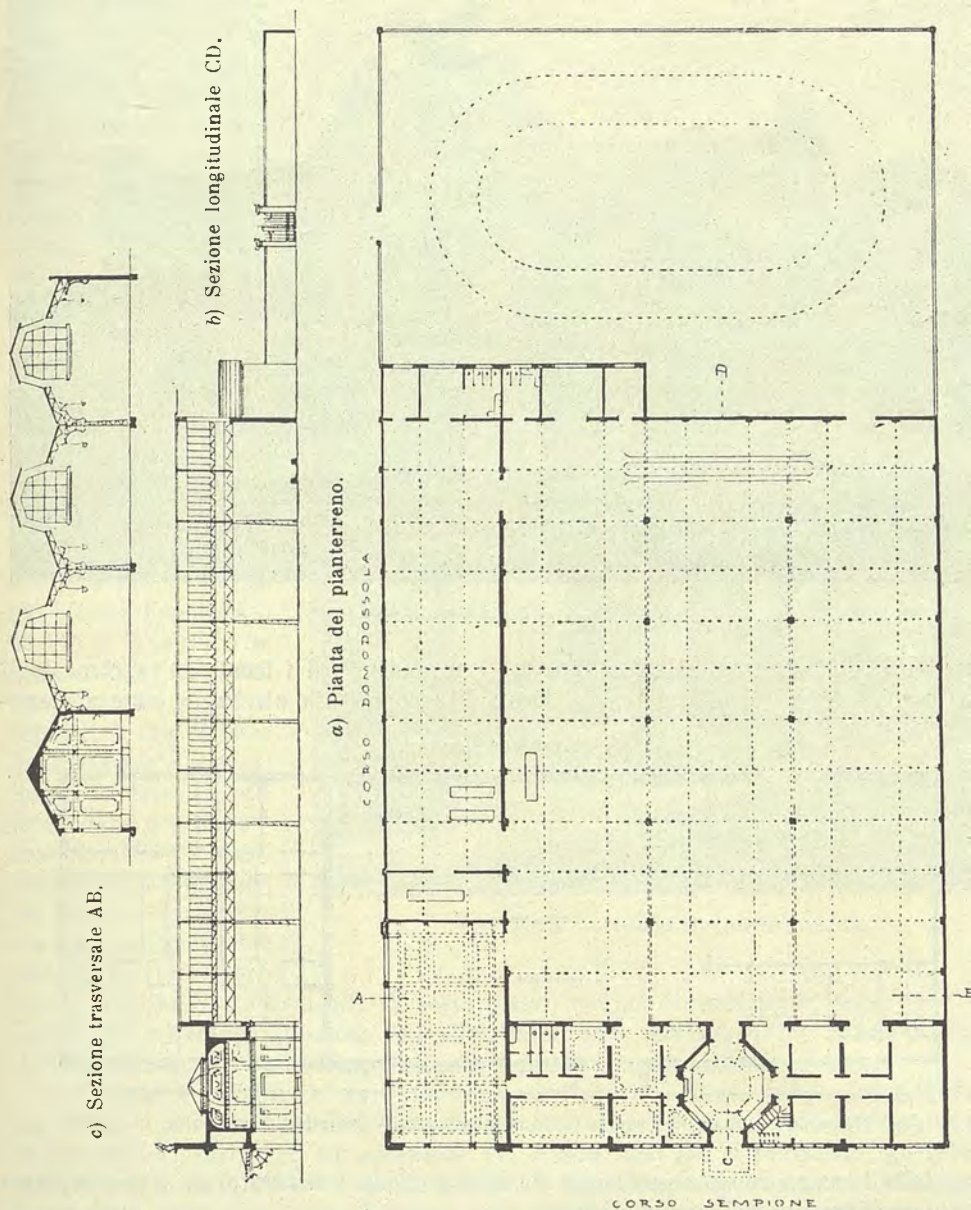 c) Sezione trasversale AB.
b) Sezione longitudinale CD.
a) Pianta del pianterreno.
CORSO DOMODOSSOLA
A
B
C
D
CORSO SEMPIONE